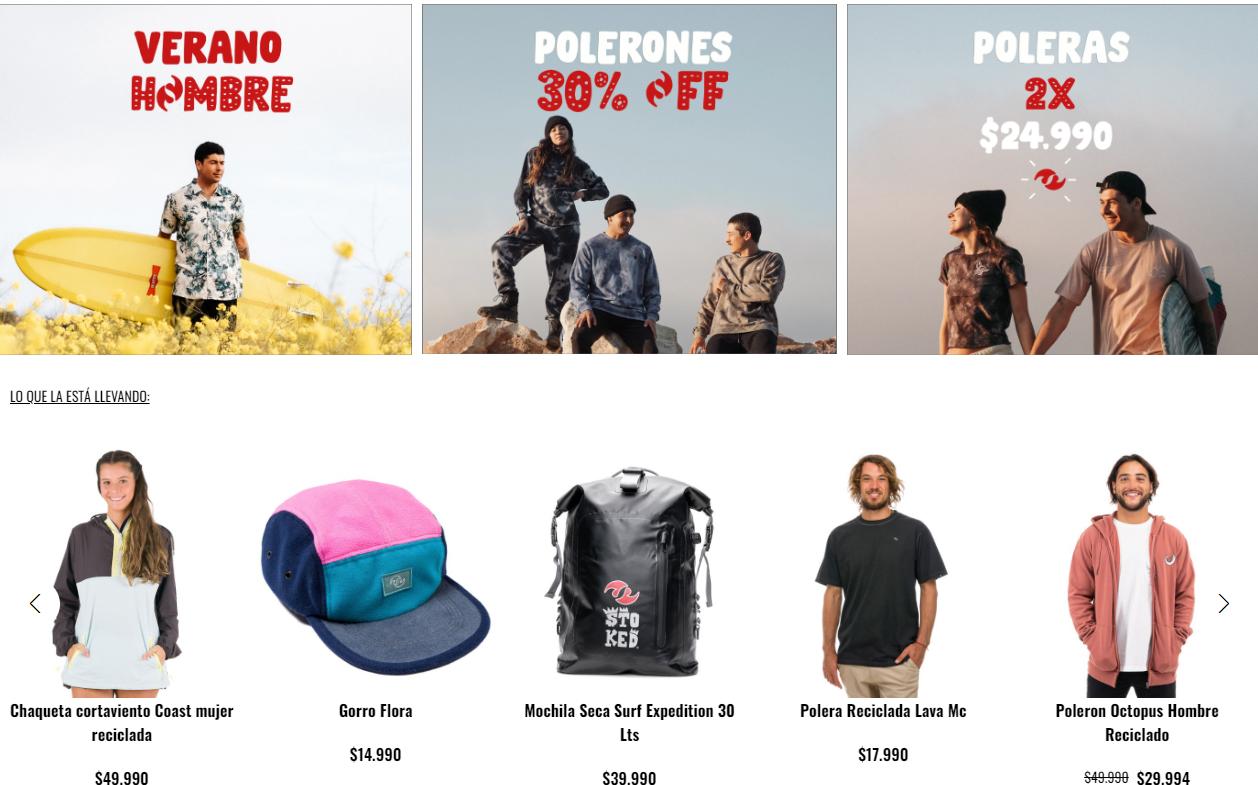 VERANO
HOMBRE
POLERONES
30% OFF
POLERAS
2X
$24.990
LO QUE LA ESTÁ LLEVANDO:
STO
KED
Chaqueta cortaviento Coast mujer
reciclada
$49.990
Gorro Flora
$14.990
Mochila Seca Surf Expedition 30
Lts
$39.990
Polera Reciclada Lava Mc
$17.990
Poleron Octopus Hombre
Reciclado
$49.990 $29.994